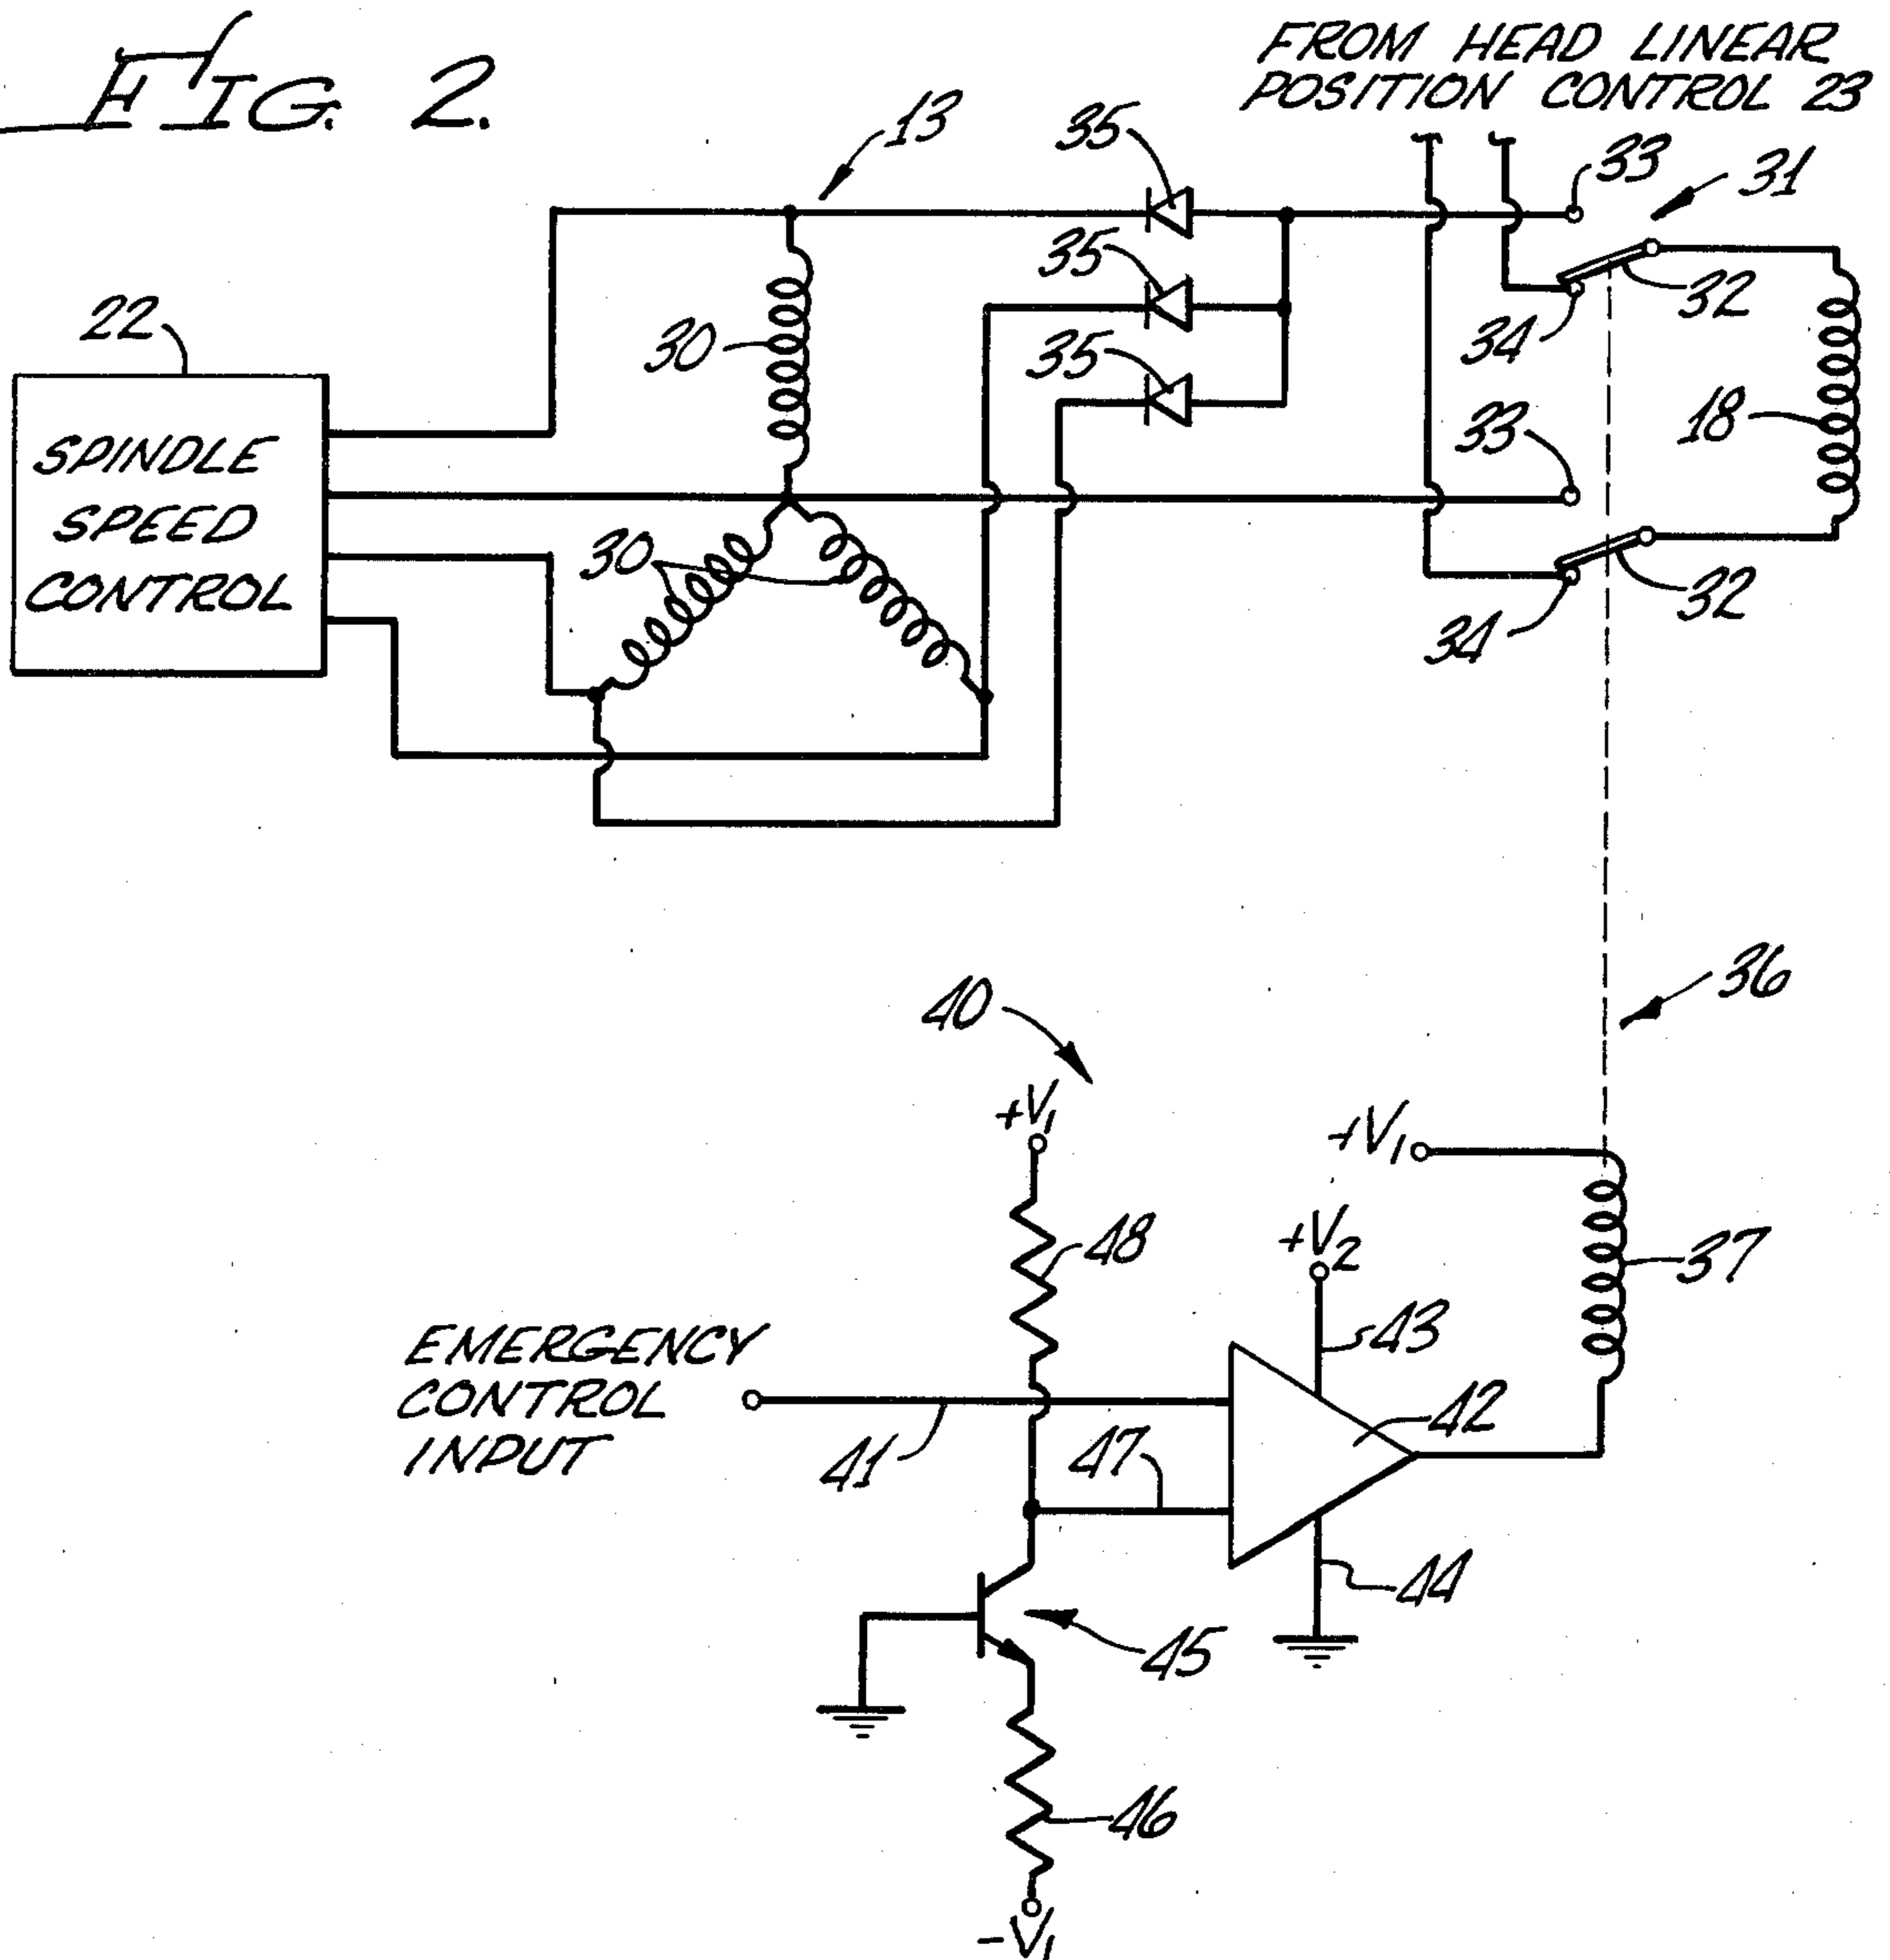 FIG. 2.
FROM HEAD LINEAR
POSITION CONTROL 23
13
35
33
31
35
32
22
30
34
35
18
33
SPINDLE
SPEED
CONTROL
30
32
34
36
40
+V1
+V1
48
+V2
37
43
EMERGENCY
CONTROL
INPUT
42
41
47
44
45
46
-V1